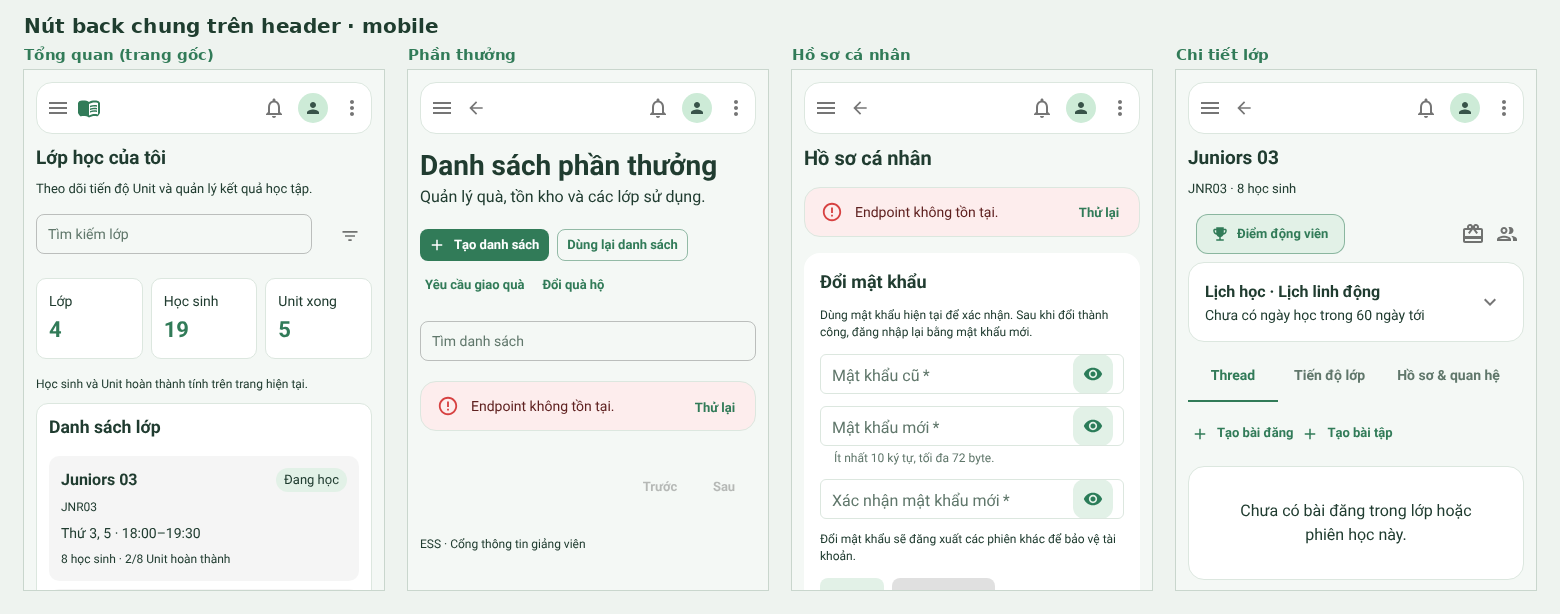 Nút back chung trên header · mobile
Tổng quan (trang gốc)
Lớp học của tôi
Theo dõi tiến độ Unit và quản lý kết quả học tập.
Tìm kiếm lớp
Lớp
4
Học sinh
19
Unit xong
5
Học sinh và Unit hoàn thành tính trên trang hiện tại.
Danh sách lớp
Juniors 03
Đang học
JNR03
Thứ 3, 5 · 18:00–19:30
8 học sinh · 2/8 Unit hoàn thành
Phần thưởng
Danh sách phần thưởng
Quản lý quà, tồn kho và các lớp sử dụng.
Tạo danh sách
Dùng lại danh sách
Yêu cầu giao quà
Đổi quà hộ
Tìm danh sách
Endpoint không tồn tại.
Thử lại
Trước
Sau
ESS · Cổng thông tin giảng viên
Hồ sơ cá nhân
Hồ sơ cá nhân
Endpoint không tồn tại.
Thử lại
Đổi mật khẩu
Dùng mật khẩu hiện tại để xác nhận. Sau khi đổi thành
công, đăng nhập lại bằng mật khẩu mới.
Mật khẩu cũ *
Mật khẩu mới *
Ít nhất 10 ký tự, tối đa 72 byte.
Xác nhận mật khẩu mới *
Đổi mật khẩu sẽ đăng xuất các phiên khác để bảo vệ tài
khoản.
Chi tiết lớp
Juniors 03
JNR03 · 8 học sinh
Điểm động viên
Lịch học · Lịch linh động
Chưa có ngày học trong 60 ngày tới
Thread
Tiến độ lớp
Hồ sơ & quan hệ
Tạo bài đăng
Tạo bài tập
Chưa có bài đăng trong lớp hoặc
phiên học này.